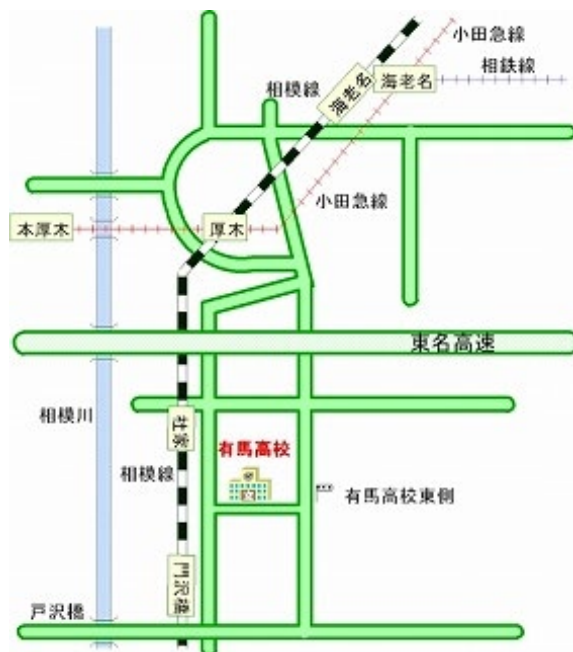 小田急線
相鉄線
海老名
海老名
相模線
小田急線
本厚木
厚木
東名高速
相模川
社家
有馬高校
相模線
有馬高校東側
門沢橋
戸沢橋